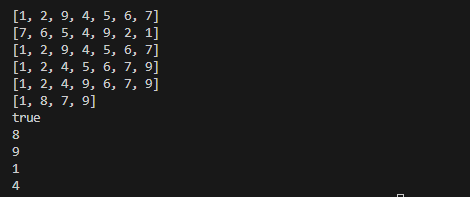 [1, 2, 9, 4, 5, 6, 7]
[7, 6, 5, 4, 9, 2, 1]
[1, 2, 9, 4, 5, 6, 7]
[1, 2, 4, 5, 6, 7, 9]
[1, 2, 4, 9, 6, 7, 9]
[1, 8, 7, 9]
true
8
9
1
4